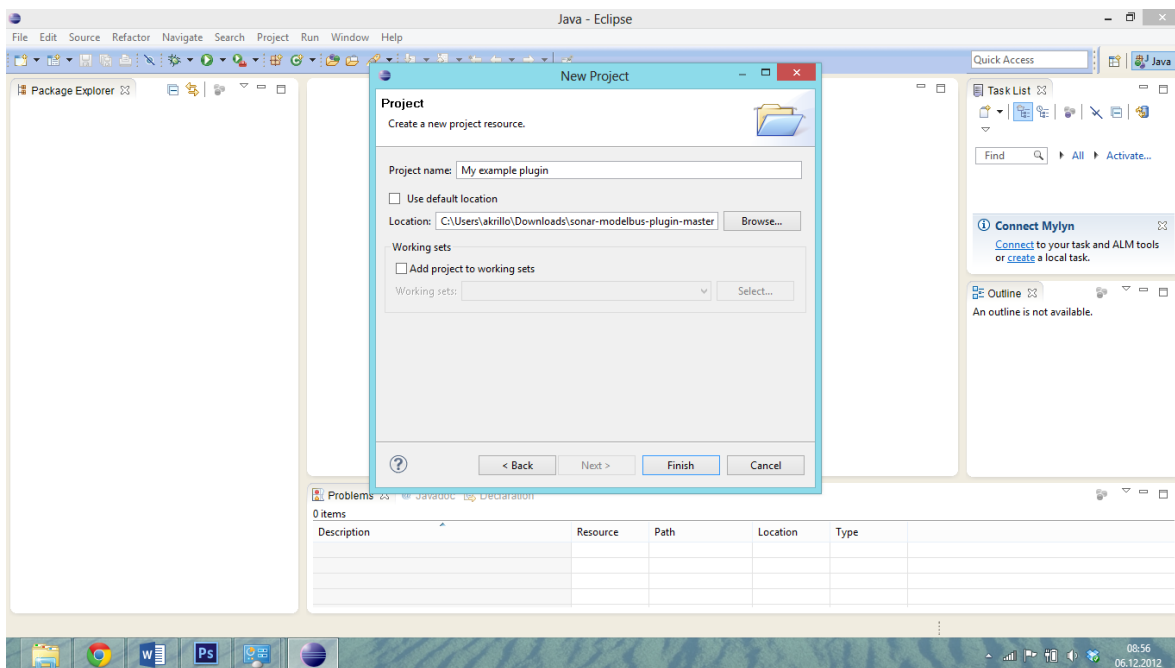 Java - Eclipse
File Edit Source Refactor Navigate Search Project Run Window Help
Quick Access
Java
Package Explorer
New Project
Project
Create a new project resource.
Project name: My example plugin
Use default location
Location: C:\Users\akrillo\Downloads\sonar-modelbus-plugin-master Browse...
Working sets
Add project to working sets
Working sets: Select...
? < Back Next > Finish Cancel
Task List
Find All Activate...
Connect Mylyn
Connect to your task and ALM tools
or create a local task.
Outline
An outline is not available.
Problems @ Javadoc Declaration
0 items
Description Resource Path Location Type
W Ps
08:56
06.12.2012